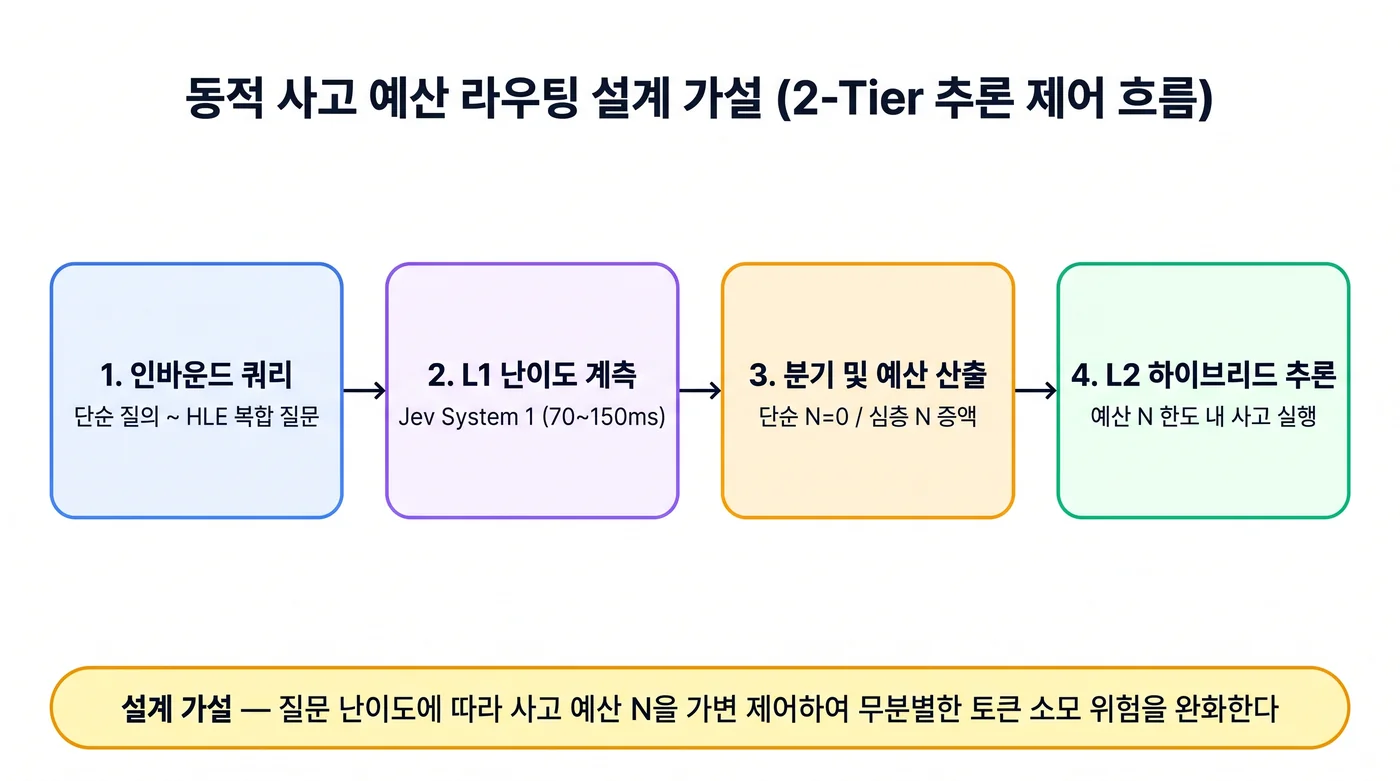 동적 사고 예산 라우팅 설계 가설 (2-Tier 추론 제어 흐름)
1. 인바운드 쿼리
단순 질의 ~ HLE 복합 질문
2. L1 난이도 계측
Jev System 1 (70~150ms)
3. 분기 및 예산 산출
단순 N=0 / 심층 N 증액
4. L2 하이브리드 추론
예산 N 한도 내 사고 실행
설계 가설 — 질문 난이도에 따라 사고 예산 N을 가변 제어하여 무분별한 토큰 소모 위험을 완화한다